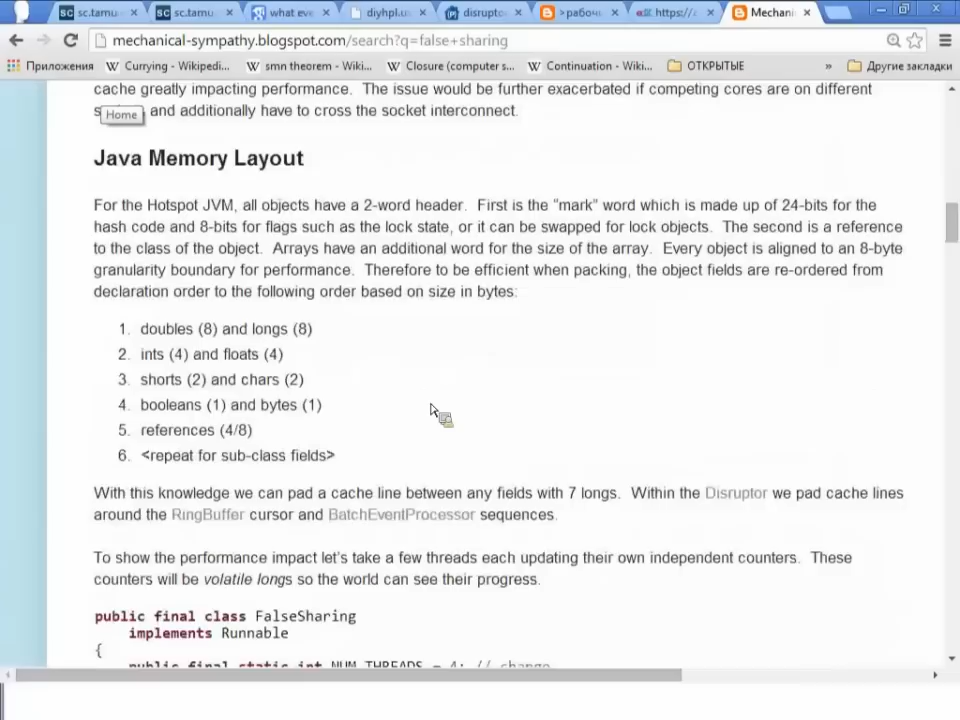 sc.tamu
sc.tamu
what eve
diyhpl.u
disrupto
>рабочи
https://
Mechani
mechanical-sympathy.blogspot.com/search?q=false+sharing
Приложения
Currying - Wikipedi...
smn theorem - Wiki...
Closure (computer s...
Continuation - Wiki...
ОТКРЫТЫЕ
»
Другие закладки
cache greatly impacting performance. The issue would be further exacerbated if competing cores are on different
and additionally have to cross the socket interconnect.
Home
Java Memory Layout
For the Hotspot JVM, all objects have a 2-word header. First is the “mark” word which is made up of 24-bits for the
hash code and 8-bits for flags such as the lock state, or it can be swapped for lock objects. The second is a reference
to the class of the object. Arrays have an additional word for the size of the array. Every object is aligned to an 8-byte
granularity boundary for performance. Therefore to be efficient when packing, the object fields are re-ordered from
declaration order to the following order based on size in bytes:
1. doubles (8) and longs (8)
2. ints (4) and floats (4)
3. shorts (2) and chars (2)
4. booleans (1) and bytes (1)
5. references (4/8)
6. <repeat for sub-class fields>
With this knowledge we can pad a cache line between any fields with 7 longs. Within the Disruptor we pad cache lines
around the RingBuffer cursor and BatchEventProcessor sequences.
To show the performance impact let’s take a few threads each updating their own independent counters. These
counters will be volatile longs so the world can see their progress.
public final class FalseSharing
implements Runnable
{
public final static int NUM_THREADS = 4; // change